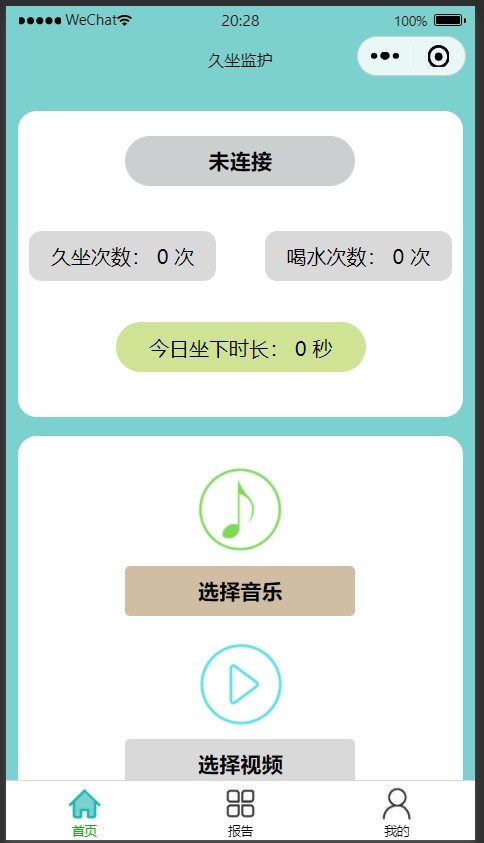 WeChat 20:28 100%
久坐监护
未连接
久坐次数： 0 次 喝水次数： 0 次
今日坐下时长： 0 秒
选择音乐
选择视频
首页 报告 我的